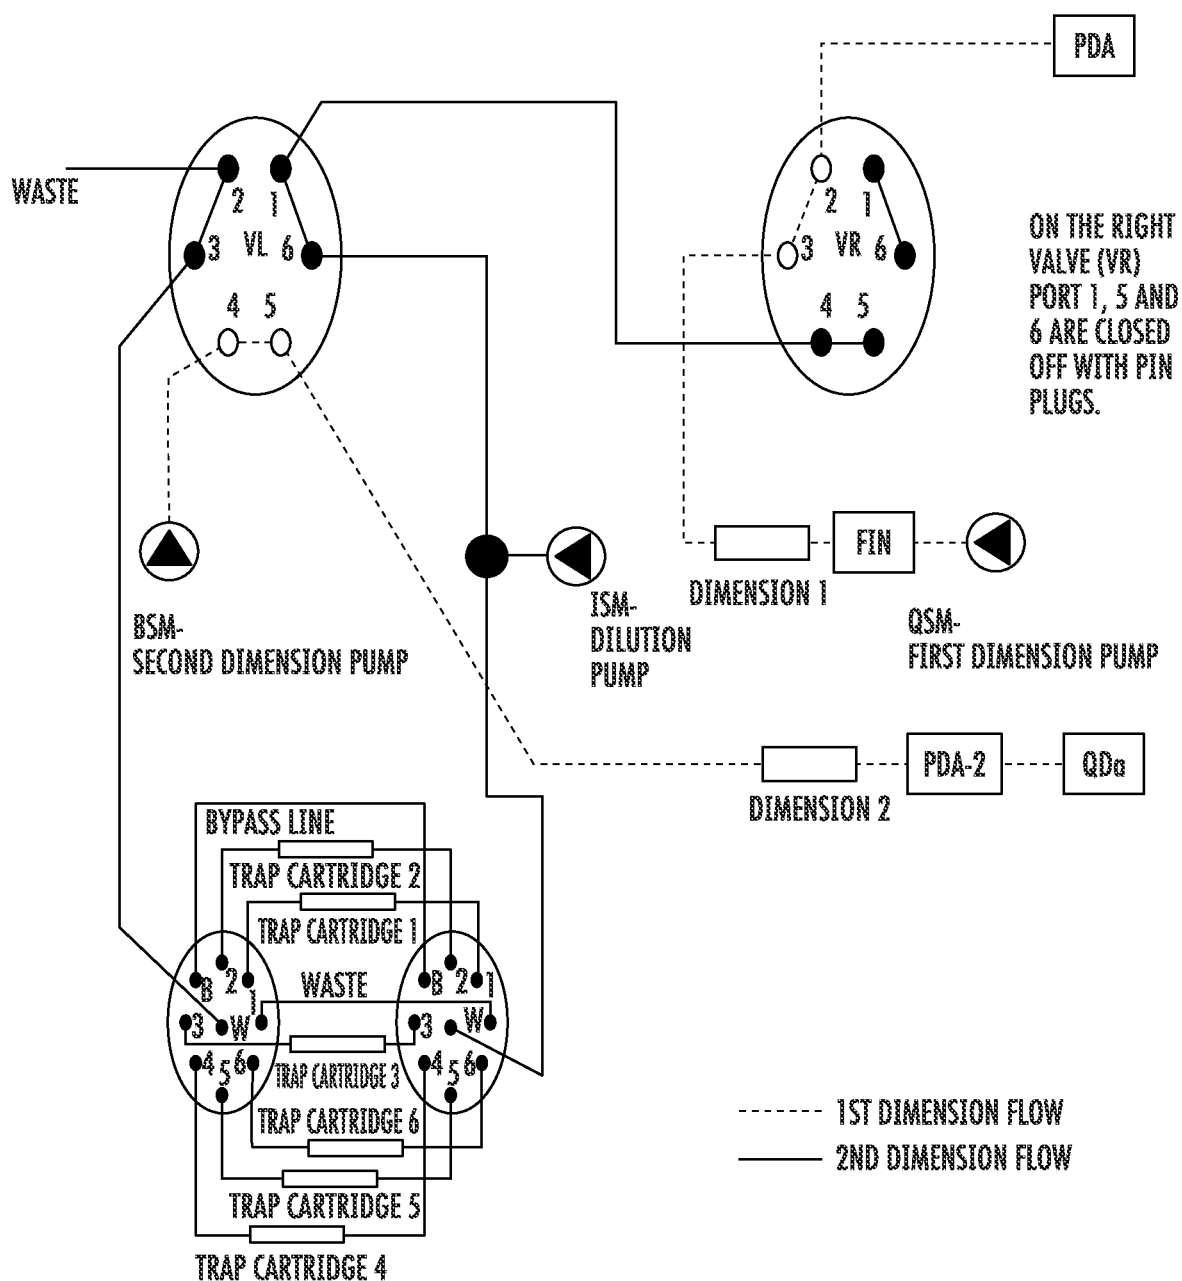 PDA
WASTE
2 1
3 VL 6
4 5
2 1
3 VR 6
4 5
ON THE RIGHT
VALVE (VR)
PORT 1, 5 AND
6 ARE CLOSED
OFF WITH PIN
PLUGS.
FIN
DIMENSION 1
BSM-
SECOND DIMENSION PUMP
ISM-
DILUTION
PUMP
QSM-
FIRST DIMENSION PUMP
PDA-2
QDa
DIMENSION 2
BYPASS LINE
TRAP CARTRIDGE 2
TRAP CARTRIDGE 1
B 2 1
WASTE
B 2 1
3 W
3 W
4 5 6
TRAP CARTRIDGE 3
4 5 6
TRAP CARTRIDGE 6
TRAP CARTRIDGE 5
TRAP CARTRIDGE 4
1ST DIMENSION FLOW
2ND DIMENSION FLOW